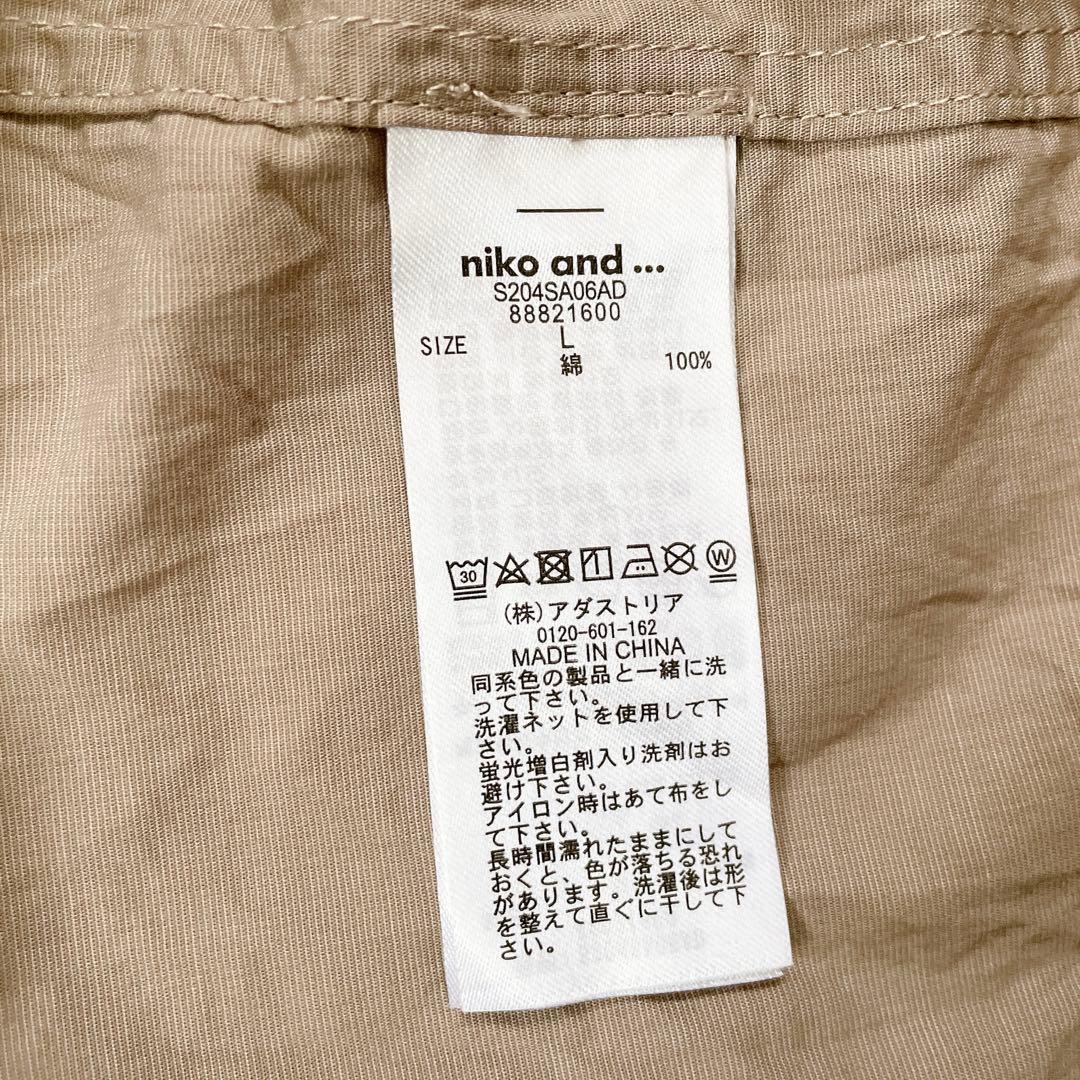 niko and ...
S204SA06AD
88821600
SIZE L
綿 100%
30
W
(株)アダストリア
0120-601-162
MADE IN CHINA
同系色の製品と一緒に洗
って下さい。
洗濯ネットを使用して下
さい。
蛍光増白剤入り洗剤はお
避け下さい。
アイロン時はあて布をし
て下さい。
長時間濡れたままにして
おくと、色が落ちる恐れ
があります。洗濯後は形
を整えて直ぐに干して下
さい。